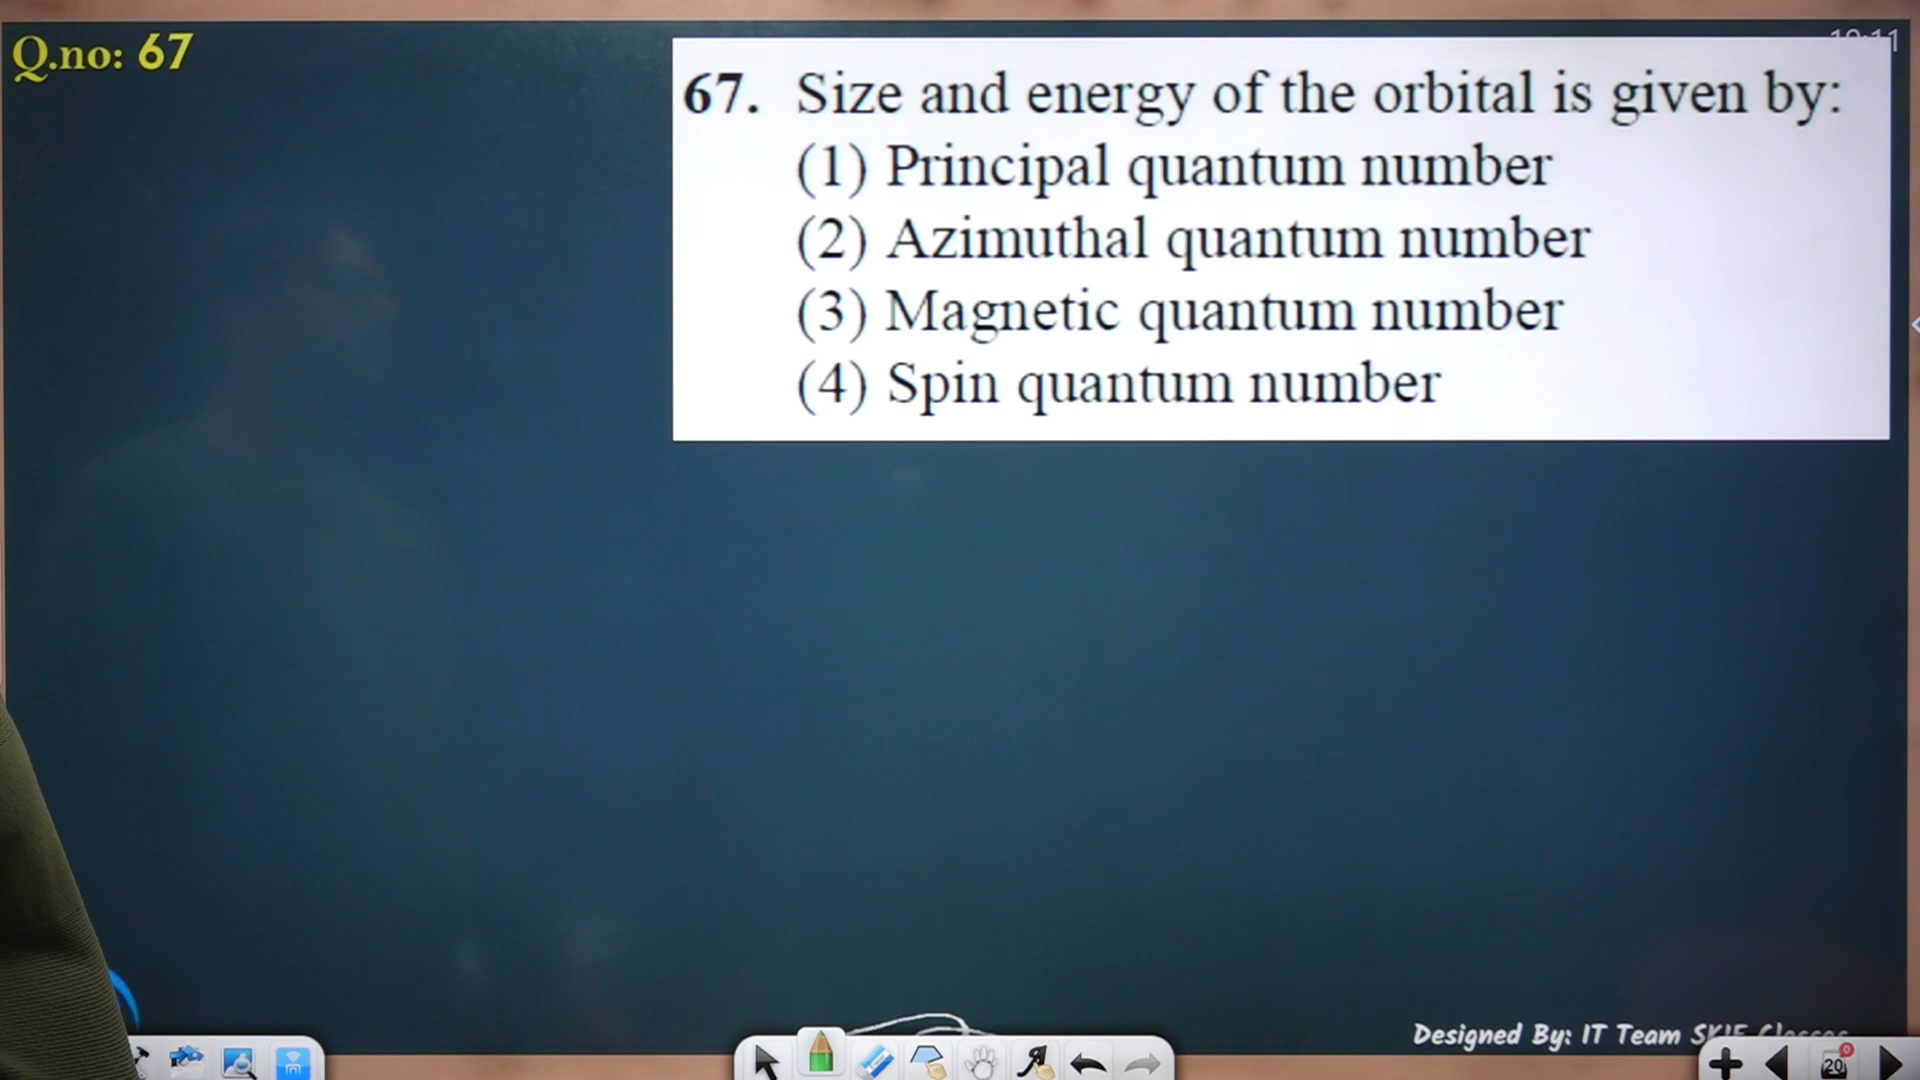 Q.no: 67
67. Size and energy of the orbital is given by:
(1) Principal quantum number
(2) Azimuthal quantum number
(3) Magnetic quantum number
(4) Spin quantum number
Designed By: IT Team
20
0